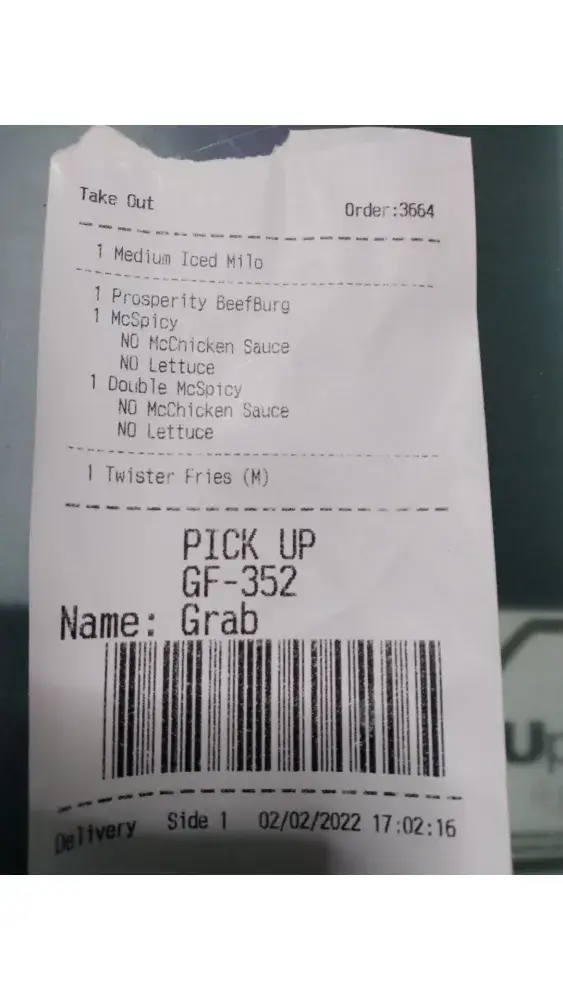 Take Out
Order:3664
1 Medium Iced Milo
1 Prosperity BeefBurg
1 McSpicy
NO McChicken Sauce
NO Lettuce
1 Double McSpicy
NO McChicken Sauce
NO Lettuce
1 Twister Fries (M)
PICK UP
GF-352
Name: Grab
Delivery Side 1 02/02/2022 17:02:16